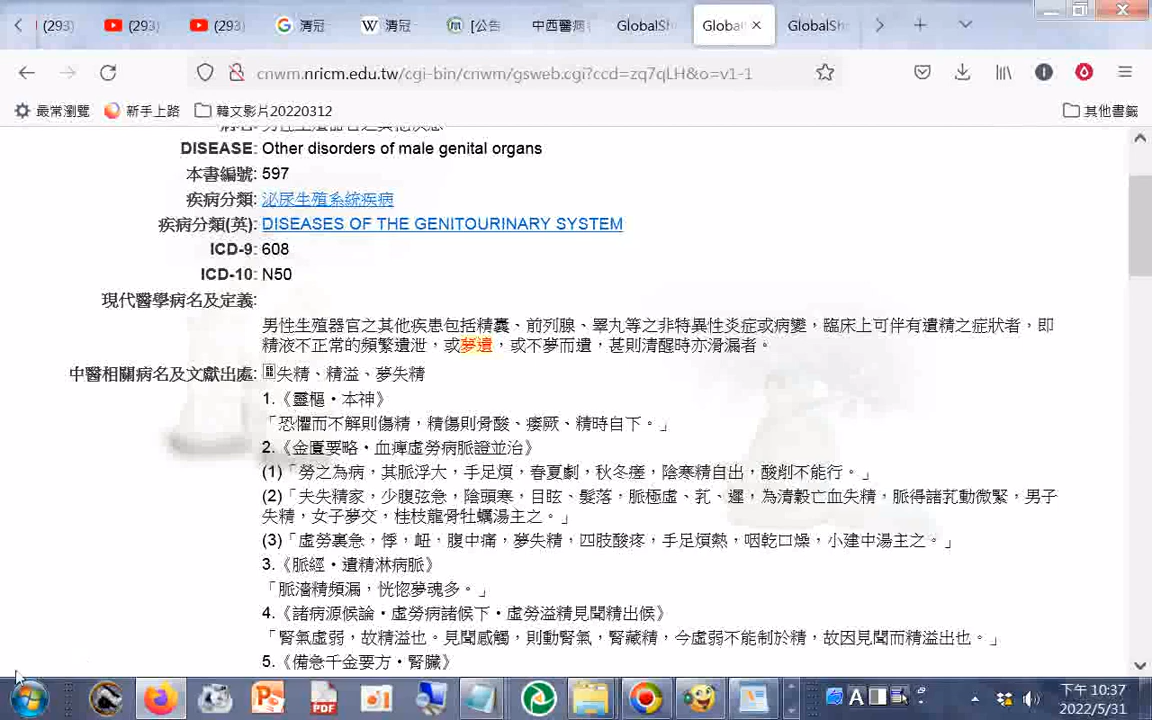 (293)
(293)
(293)
清冠
清冠
[公告
中西醫病
GlobalSh
Global
GlobalSh
cnwm.nricm.edu.tw/cgi-bin/cnwm/gsweb.cgi?ccd=zq7qLH&o=v1-1
最常瀏覽
新手上路
韓文影片20220312
其他書籤
病名: 男性生殖器官之其他疾患
DISEASE: Other disorders of male genital organs
本書編號: 597
疾病分類: 泌尿生殖系統疾病
疾病分類(英): DISEASES OF THE GENITOURINARY SYSTEM
ICD-9: 608
ICD-10: N50
現代醫學病名及定義:
男性生殖器官之其他疾患包括精囊、前列腺、睪丸等之非特異性炎症或病變，臨床上可伴有遺精之症狀者，即
精液不正常的頻繁遺泄，或夢遺，或不夢而遺，甚則清醒時亦滑漏者。
中醫相關病名及文獻出處: 失精、精溢、夢失精
1.《靈樞‧本神》
「恐懼而不解則傷精，精傷則骨酸、痿厥、精時自下。」
2.《金匱要略‧血痺虛勞病脈證並治》
(1)「勞之為病，其脈浮大，手足煩，春夏劇，秋冬瘥，陰寒精自出，酸削不能行。」
(2)「夫失精家，少腹弦急，陰頭寒，目眩、髮落，脈極虛、芤、遲，為清穀亡血失精，脈得諸芤動微緊，男子
失精，女子夢交，桂枝龍骨牡蠣湯主之。」
(3)「虛勞裏急，悸，衄﹐腹中痛，夢失精，四肢酸疼，手足煩熱，咽乾口燥，小建中湯主之。」
3.《脈經‧遺精淋病脈》
「脈濇精頻漏，恍惚夢魂多。」
4.《諸病源候論‧虛勞病諸候下‧虛勞溢精見聞精出候》
「腎氣虛弱，故精溢也。見聞感觸，則動腎氣，腎藏精，今虛弱不能制於精，故因見聞而精溢出也。」
5.《備急千金要方‧腎臟》
PDF
A
下午 10:37
2022/5/31